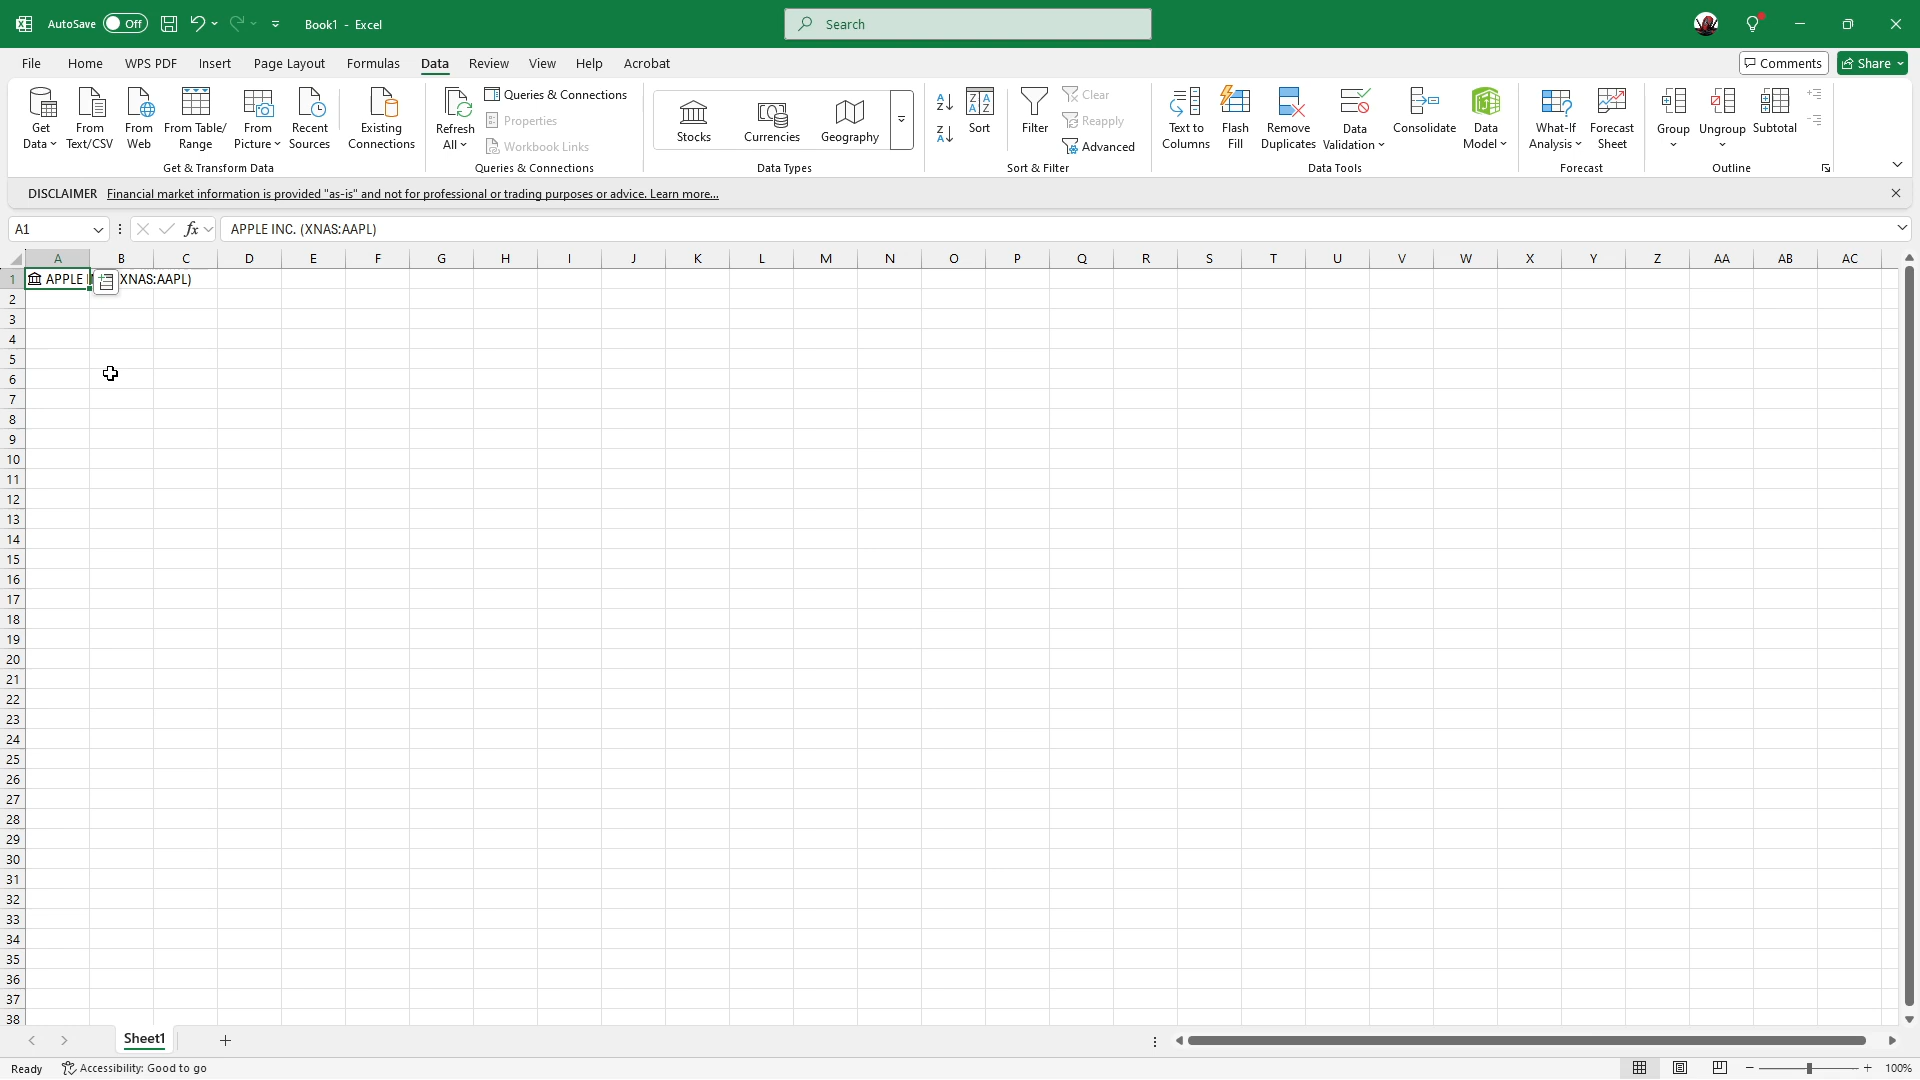 AutoSave Off Book1 - Excel Search
File Home WPS PDF Insert Page Layout Formulas Data Review View Help Acrobat Comments Share
Get Data From Text/CSV From Web From Table/ Range From Picture Recent Sources Existing Connections
Get & Transform Data
Refresh All Queries & Connections
Properties
Workbook Links
Queries & Connections
Stocks Currencies Geography
Data Types
Sort Filter Clear
Reapply
Advanced
Sort & Filter
Text to Columns Flash Fill Remove Duplicates Data Validation Consolidate Data Model
Data Tools
What-If Analysis Forecast Sheet
Forecast
Group Ungroup Subtotal
Outline
DISCLAIMER Financial market information is provided "as-is" and not for professional or trading purposes or advice. Learn more...
A1 fx APPLE INC. (XNAS:AAPL)
A B C D E F G H I J K L M N O P Q R S T U V W X Y Z AA AB AC
1 APPLE XNAS:AAPL)
2
3
4
5
6
7
8
9
10
11
12
13
14
15
16
17
18
19
20
21
22
23
24
25
26
27
28
29
30
31
32
33
34
35
36
37
38
Sheet1
Ready Accessibility: Good to go 100%